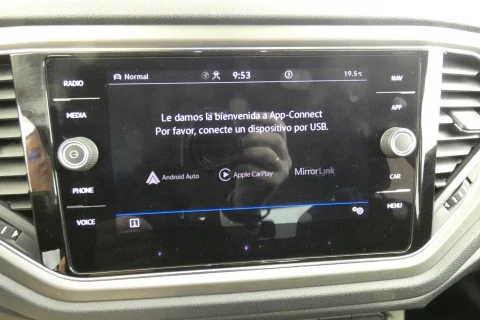 RADIO
MEDIA
PHONE
VOICE
Normal
9:53
19.5°C
Le damos la bienvenida a App-Connect
Por favor, conecte un dispositivo por USB.
Android Auto
Apple CarPlay
MirrorLink
NAV
APP
CAR
MENU